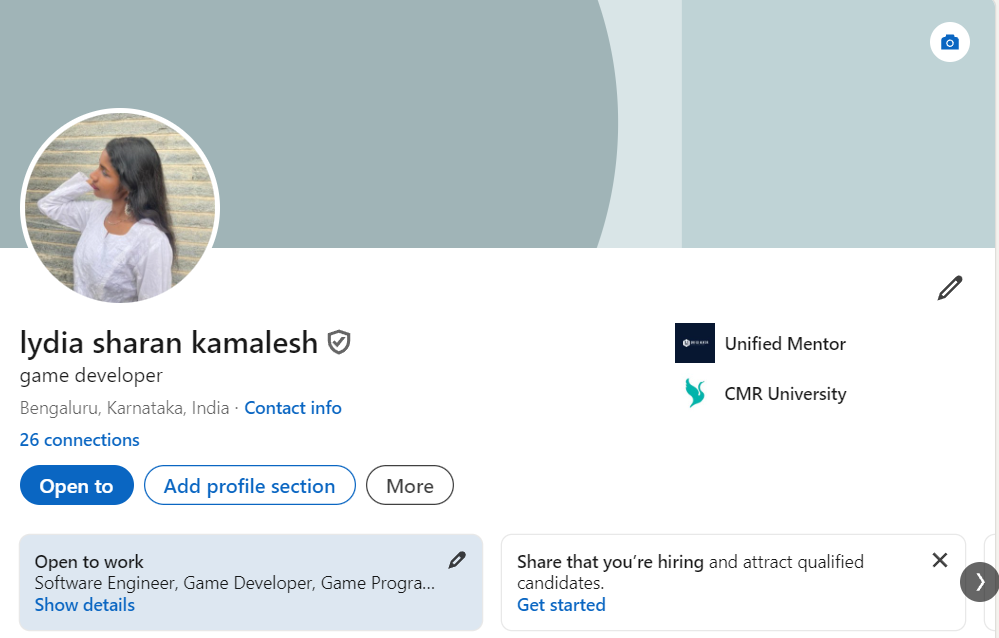 lydia sharan kamalesh
game developer
Bengaluru, Karnataka, India · Contact info
26 connections
Open to
Add profile section
More
Unified Mentor
CMR University
Open to work
Software Engineer, Game Developer, Game Progra...
Show details
Share that you’re hiring and attract qualified
candidates.
Get started